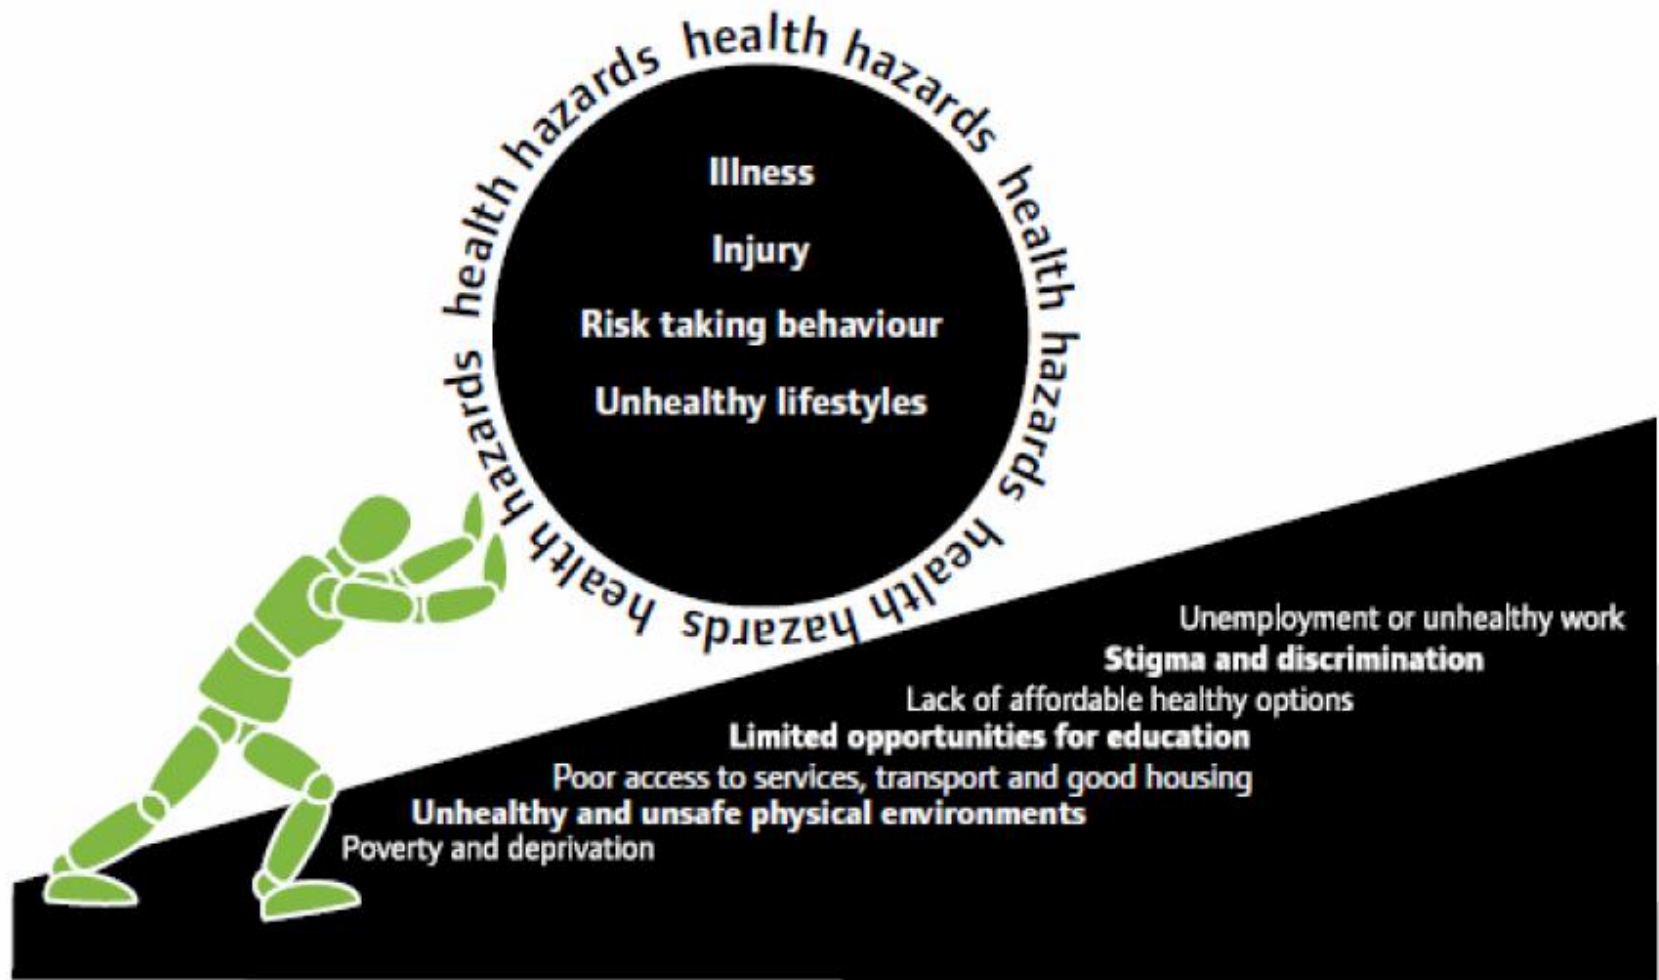 health hazards health hazards health hazards health hazards health hazards
Illness
Injury
Risk taking behaviour
Unhealthy lifestyles
Unemployment or unhealthy work
Stigma and discrimination
Lack of affordable healthy options
Limited opportunities for education
Poor access to services, transport and good housing
Unhealthy and unsafe physical environments
Poverty and deprivation